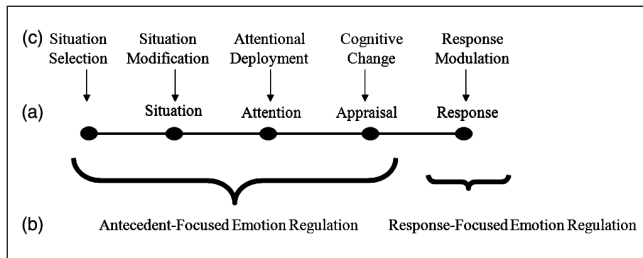 (c) Situation Selection Situation Modification Attentional Deployment Cognitive Change Response Modulation
(a) Situation Attention Appraisal Response
(b) Antecedent-Focused Emotion Regulation Response-Focused Emotion Regulation